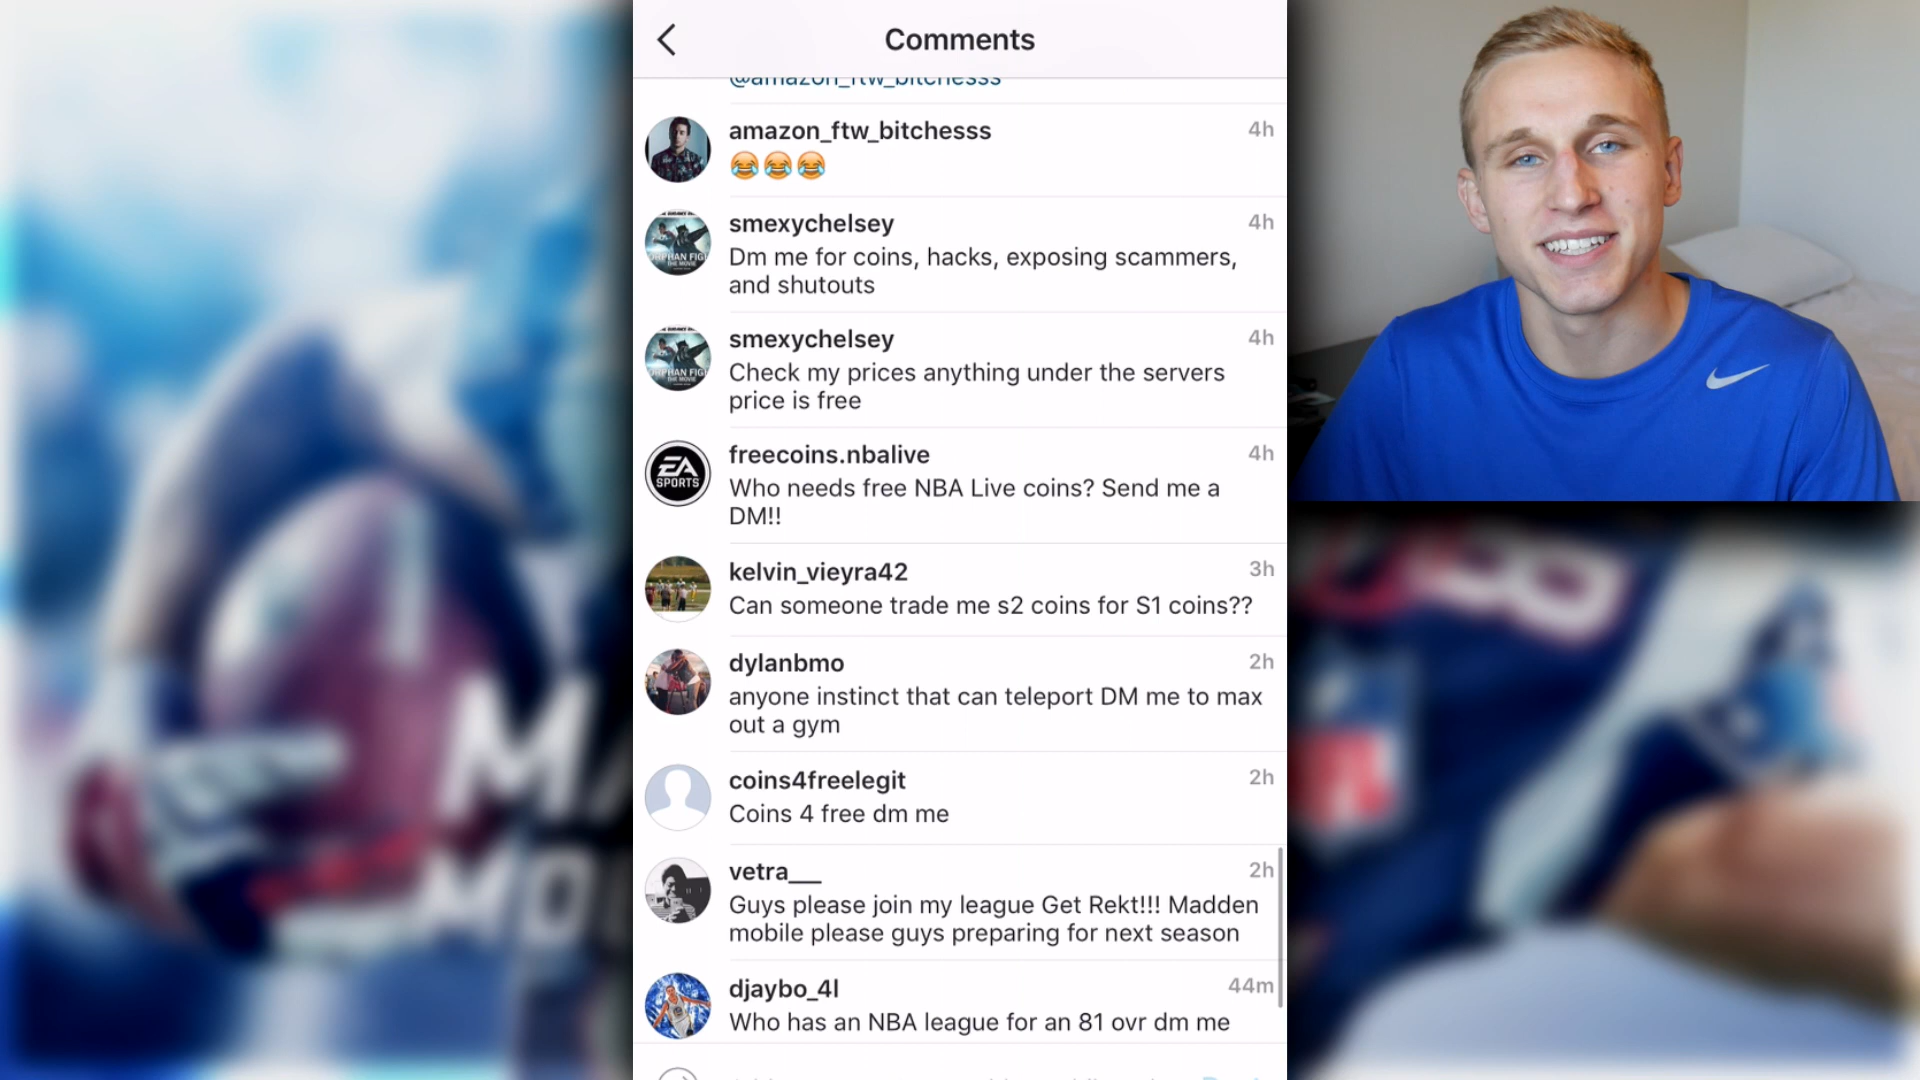 Comments
@amazon_ftw_bitchesss
amazon_ftw_bitchesss
4h
😂😂😂
smexychelsey
4h
Dm me for coins, hacks, exposing scammers,
and shutouts
smexychelsey
4h
Check my prices anything under the servers
price is free
EA
SPORTS
freecoins.nbalive
4h
Who needs free NBA Live coins? Send me a
DM!!
kelvin_vieyra42
3h
Can someone trade me s2 coins for S1 coins??
dylanbmo
2h
anyone instinct that can teleport DM me to max
out a gym
coins4freelegit
2h
Coins 4 free dm me
vetra___
2h
Guys please join my league Get Rekt!!! Madden
mobile please guys preparing for next season
djaybo_4l
44m
Who has an NBA league for an 81 ovr dm me